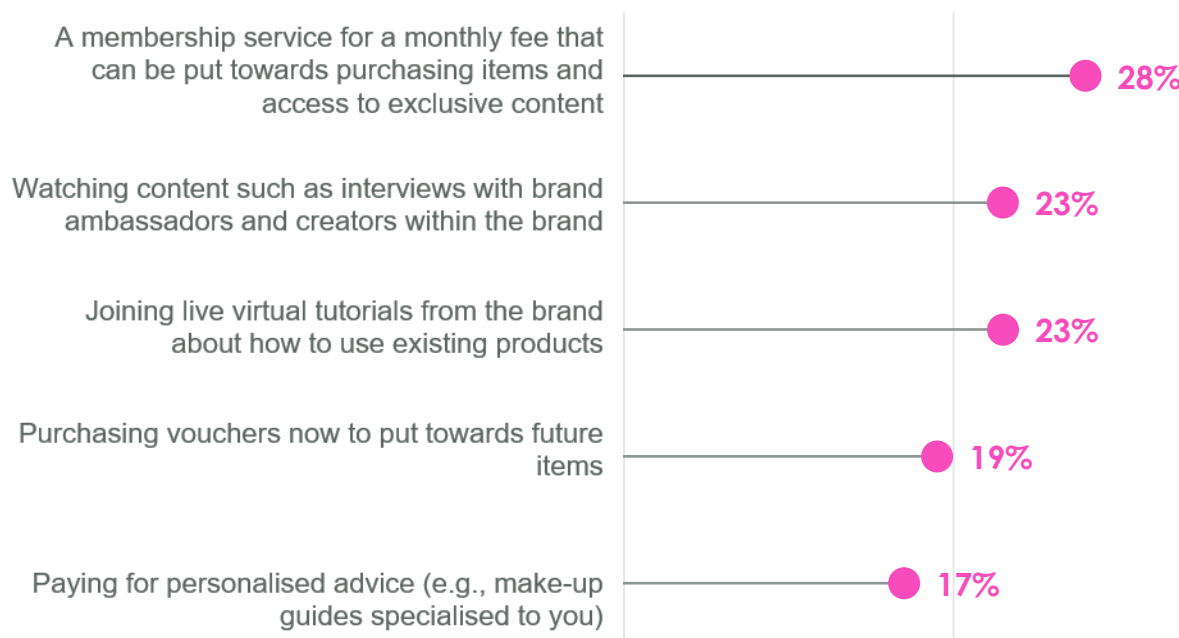 A membership service for a monthly fee that
can be put towards purchasing items and
access to exclusive content
28%
Watching content such as interviews with brand
ambassadors and creators within the brand
23%
Joining live virtual tutorials from the brand
about how to use existing products
23%
Purchasing vouchers now to put towards future
items
19%
Paying for personalised advice (e.g., make-up
guides specialised to you)
17%